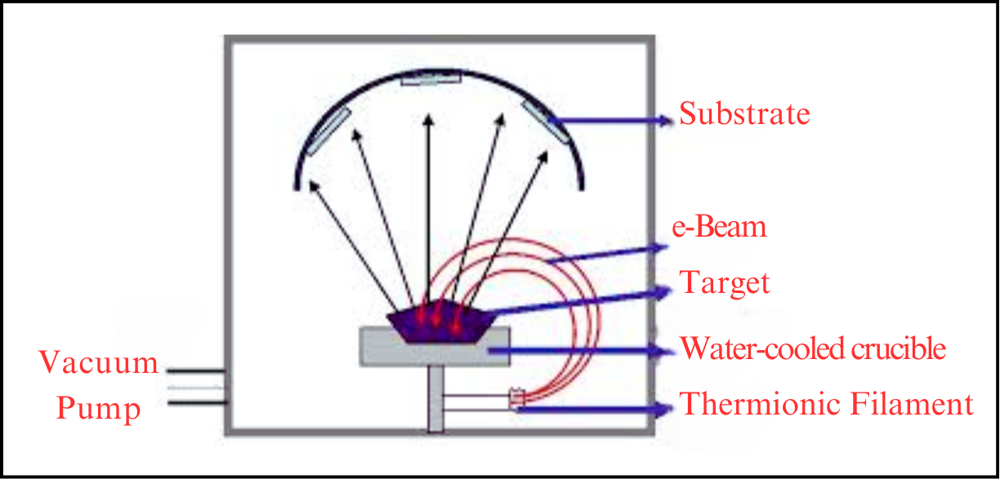 Substrate
e-Beam
Target
Water-cooled crucible
Thermionic Filament
Vacuum
Pump